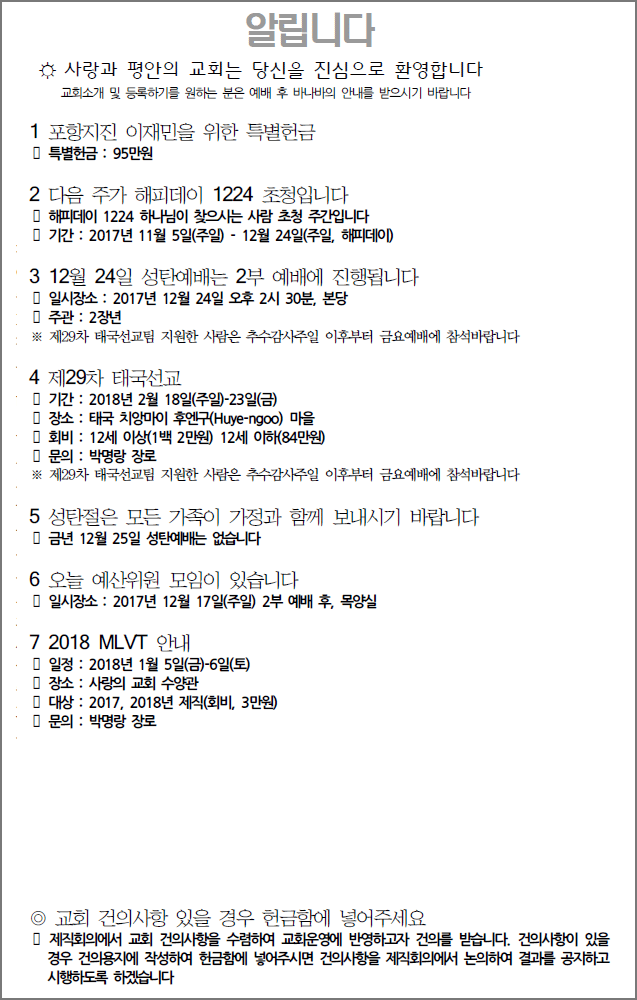 알립니다
☼ 사랑과 평안의 교회는 당신을 진심으로 환영합니다
교회소개 및 등록하기를 원하는 분은 예배 후 바나바의 안내를 받으시기 바랍니다
1 포항지진 이재민을 위한 특별헌금
▯ 특별헌금 : 95만원
2 다음 주가 해피데이 1224 초청입니다
▯ 해피데이 1224 하나님이 찾으시는 사람 초청 주간입니다
▯ 기간 : 2017년 11월 5일(주일) - 12월 24일(주일, 해피데이)
3 12월 24일 성탄예배는 2부 예배에 진행됩니다
▯ 일시장소 : 2017년 12월 24일 오후 2시 30분, 본당
▯ 주관 : 2장년
※ 제29차 태국선교팀 지원한 사람은 추수감사주일 이후부터 금요예배에 참석바랍니다
4 제29차 태국선교
▯ 기간 : 2018년 2월 18일(주일)-23일(금)
▯ 장소 : 태국 치앙마이 후엔구(Huye-ngoo) 마을
▯ 회비 : 12세 이상(1백 2만원) 12세 이하(84만원)
▯ 문의 : 박명랑 장로
※ 제29차 태국선교팀 지원한 사람은 추수감사주일 이후부터 금요예배에 참석바랍니다
5 성탄절은 모든 가족이 가정과 함께 보내시기 바랍니다
▯ 금년 12월 25일 성탄예배는 없습니다
6 오늘 예산위원 모임이 있습니다
▯ 일시장소 : 2017년 12월 17일(주일) 2부 예배 후, 목양실
7 2018 MLVT 안내
▯ 일정 : 2018년 1월 5일(금)-6일(토)
▯ 장소 : 사랑의 교회 수양관
▯ 대상 : 2017, 2018년 제직(회비, 3만원)
▯ 문의 : 박명랑 장로
◎ 교회 건의사항 있을 경우 헌금함에 넣어주세요
▯ 제직회의에서 교회 건의사항을 수렴하여 교회운영에 반영하고자 건의를 받습니다. 건의사항이 있을
경우 건의용지에 작성하여 헌금함에 넣어주시면 건의사항을 제직회의에서 논의하여 결과를 공지하고
시행하도록 하겠습니다